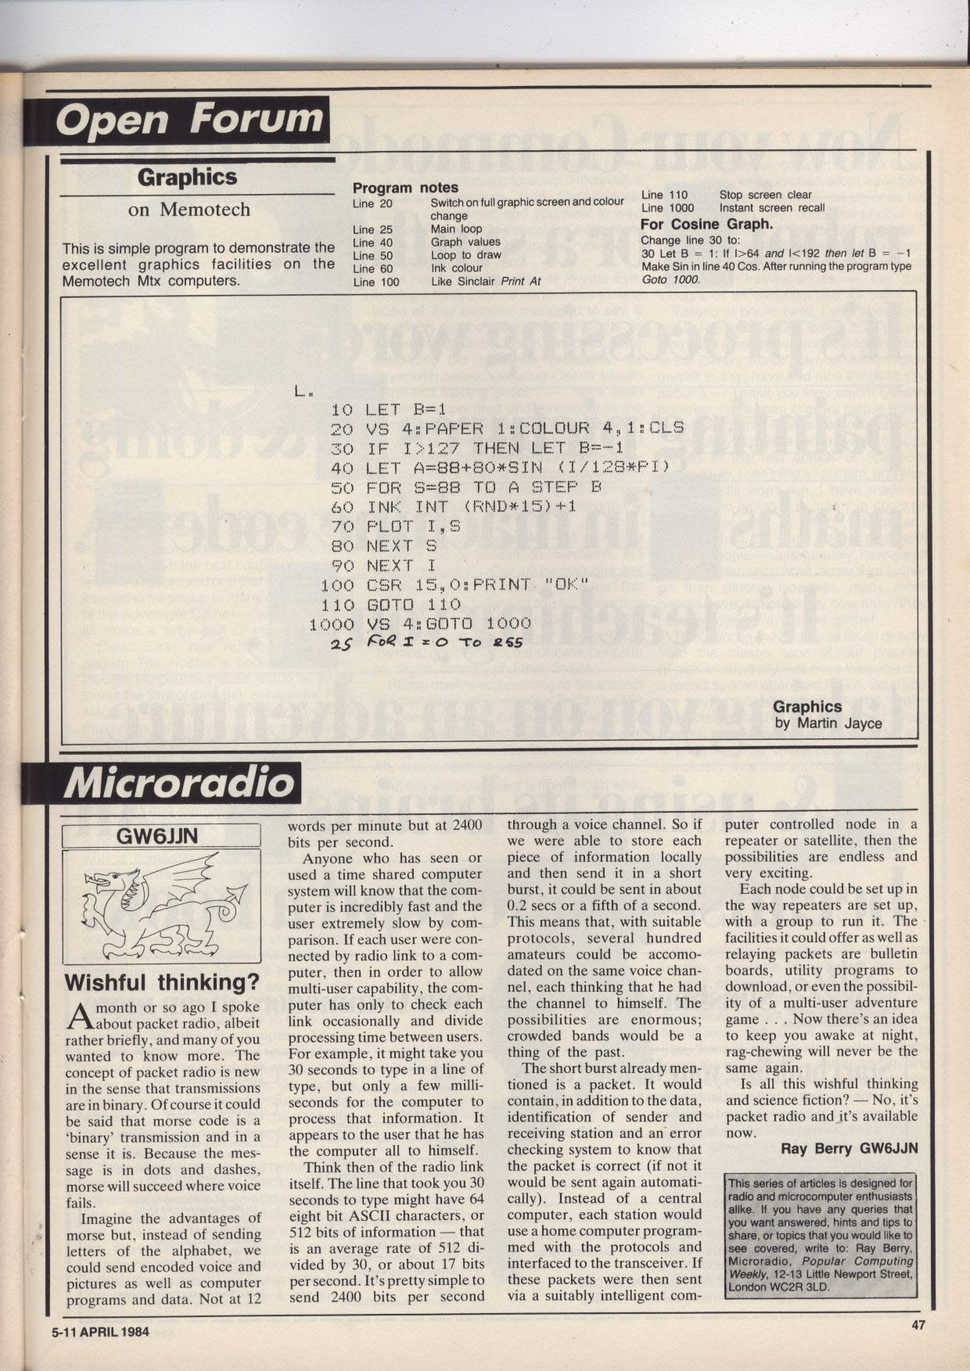 Open Forum
Graphics
on Memotech
This is simple program to demonstrate the
excellent graphics facilities on the
Memotech Mtx computers.
Program notes
Line 20 Switch on full graphic screen and colour
change
Line 25 Main loop
Line 40 Graph values
Line 50 Loop to draw
Line 60 Ink colour
Line 100 Like Sinclair Print At
Line 110 Stop screen clear
Line 1000 Instant screen recall
For Cosine Graph.
Change line 30 to:
30 Let B = 1: If I>64 and I<192 then let B = −1
Make Sin in line 40 Cos. After running the program type
Goto 1000.
L.
10 LET B=1
20 VS 4:PAPER 1:COLOUR 4,1:CLS
30 IF I>127 THEN LET B=-1
40 LET A=88+80*SIN (I/128*PI)
50 FOR S=88 TO A STEP B
60 INK INT (RND*15)+1
70 PLOT I,S
80 NEXT S
90 NEXT I
100 CSR 15,0:PRINT "OK"
110 GOTO 110
1000 VS 4:GOTO 1000
25 FOR I = 0 TO 255
Graphics
by Martin Jayce
Microradio
GW6JJN
Wishful thinking?
A month or so ago I spoke
about packet radio, albeit
rather briefly, and many of you
wanted to know more. The
concept of packet radio is new
in the sense that transmissions
are in binary. Of course it could
be said that morse code is a
‘binary’ transmission and in a
sense it is. Because the mes-
sage is in dots and dashes,
morse will succeed where voice
fails.
Imagine the advantages of
morse but, instead of sending
letters of the alphabet, we
could send encoded voice and
pictures as well as computer
programs and data. Not at 12
words per minute but at 2400
bits per second.
Anyone who has seen or
used a time shared computer
system will know that the com-
puter is incredibly fast and the
user extremely slow by com-
parison. If each user were con-
nected by radio link to a com-
puter, then in order to allow
multi-user capability, the com-
puter has only to check each
link occasionally and divide
processing time between users.
For example, it might take you
30 seconds to type in a line of
type, but only a few milli-
seconds for the computer to
process that information. It
appears to the user that he has
the computer all to himself.
Think then of the radio link
itself. The line that took you 30
seconds to type might have 64
eight bit ASCII characters, or
512 bits of information — that
is an average rate of 512 di-
vided by 30, or about 17 bits
per second. It’s pretty simple to
send 2400 bits per second
through a voice channel. So if
we were able to store each
piece of information locally
and then send it in a short
burst, it could be sent in about
0.2 secs or a fifth of a second.
This means that, with suitable
protocols, several hundred
amateurs could be accomo-
dated on the same voice chan-
nel, each thinking that he had
the channel to himself. The
possibilities are enormous;
crowded bands would be a
thing of the past.
The short burst already men-
tioned is a packet. It would
contain, in addition to the data,
identification of sender and
receiving station and an error
checking system to know that
the packet is correct (if not it
would be sent again automati-
cally). Instead of a central
computer, each station would
use a home computer program-
med with the protocols and
interfaced to the transceiver. If
these packets were then sent
via a suitably intelligent com-
puter controlled node in a
repeater or satellite, then the
possibilities are endless and
very exciting.
Each node could be set up in
the way repeaters are set up,
with a group to run it. The
facilities it could offer as well as
relaying packets are bulletin
boards, utility programs to
download, or even the possibil-
ity of a multi-user adventure
game . . . Now there’s an idea
to keep you awake at night,
rag-chewing will never be the
same again.
Is all this wishful thinking
and science fiction? — No, it’s
packet radio and it’s available
now.
Ray Berry GW6JJN
This series of articles is designed for
radio and microcomputer enthusiasts
alike. If you have any queries that
you want answered, hints and tips to
share, or topics that you would like to
see covered, write to: Ray Berry,
Microradio, Popular Computing
Weekly, 12-13 Little Newport Street,
London WC2R 3LD.
5-11 APRIL 1984
47